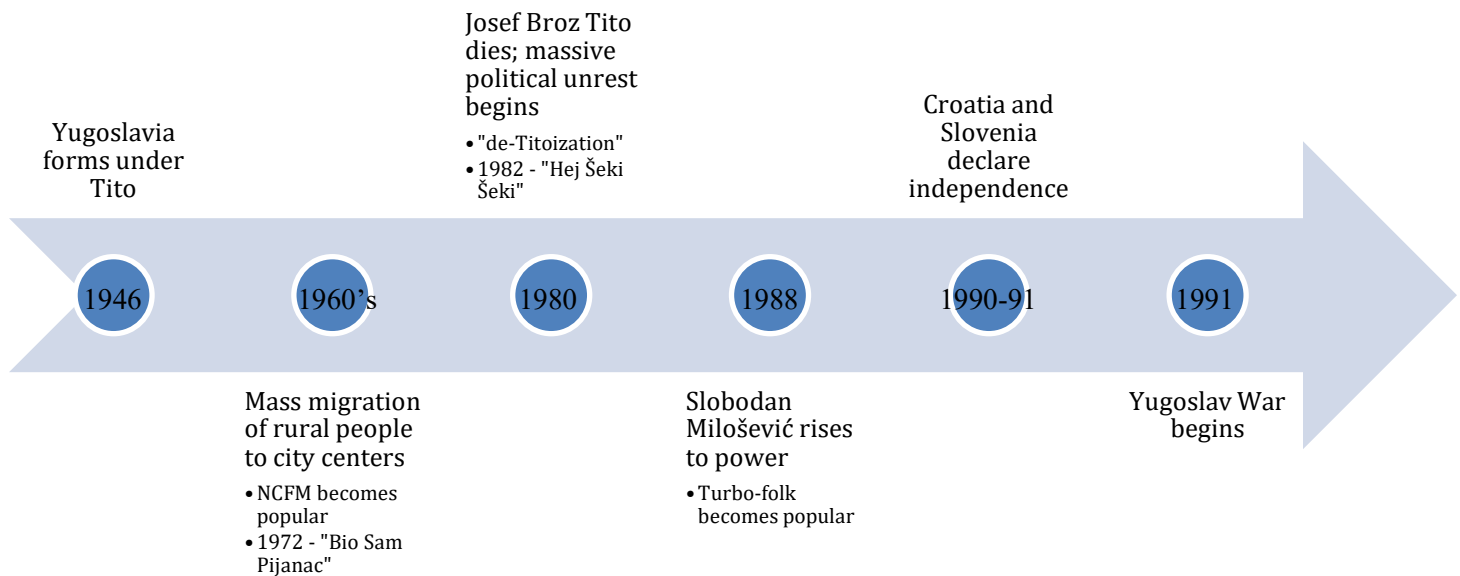 Yugoslavia
forms under
Tito
1946
1960’s
Mass migration
of rural people
to city centers
• NCFM becomes
popular
• 1972 - "Bio Sam
Pijanac"
Josef Broz Tito
dies; massive
political unrest
begins
• "de-Titoization"
• 1982 - "Hej Šeki
Šeki"
1980
1988
Slobodan
Milošević rises
to power
• Turbo-folk
becomes popular
Croatia and
Slovenia
declare
independence
1990-91
1991
Yugoslav War
begins